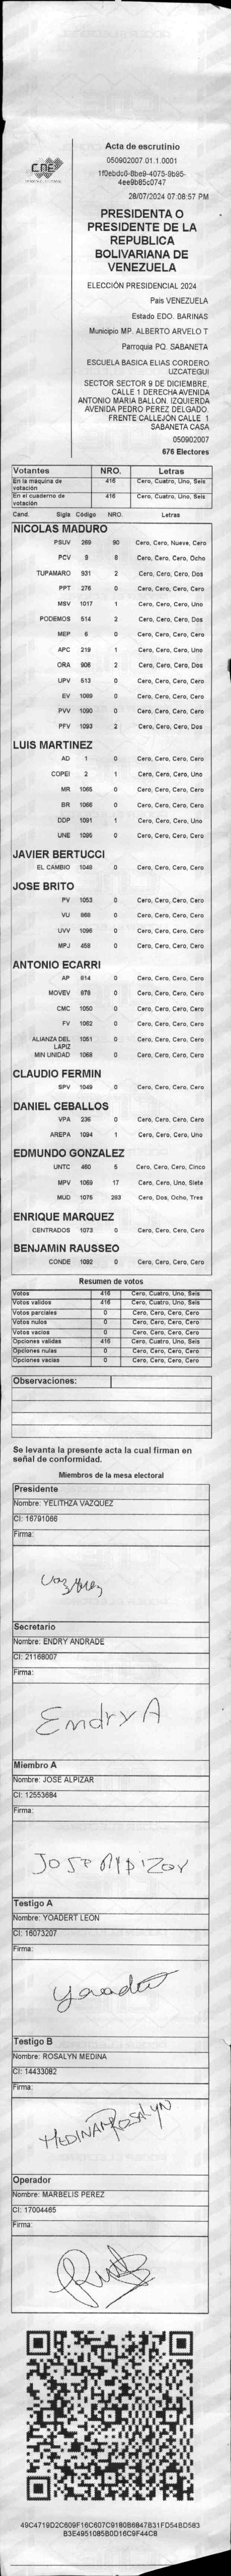 CNE
Acta de escrutinio
050902007.01.1.0001
1f0ebdc6-8be9-4075-9b95-
4ee9b85c0747
28/07/2024 07:08:57 PM
PRESIDENTA O
PRESIDENTE DE LA
REPUBLICA
BOLIVARIANA DE
VENEZUELA
ELECCIÓN PRESIDENCIAL 2024
País VENEZUELA
Estado EDO. BARINAS
Municipio MP. ALBERTO ARVELO T
Parroquia PQ. SABANETA
ESCUELA BASICA ELIAS CORDERO
UZCATEGUI
SECTOR SECTOR 9 DE DICIEMBRE.
CALLE 1 DERECHA AVENIDA
ANTONIO MARIA BALLON. IZQUIERDA
AVENIDA PEDRO PEREZ DELGADO.
FRENTE CALLEJÓN CALLE 1
SABANETA CASA
050902007
676 Electores
Votantes NRO. Letras
En la máquina de votación 416 Cero, Cuatro, Uno, Seis
En el cuaderno de votación 416 Cero, Cuatro, Uno, Seis
Cand. Sigla Código NRO. Letras
NICOLAS MADURO
PSUV 269 90 Cero, Cero, Nueve, Cero
PCV 9 8 Cero, Cero, Cero, Ocho
TUPAMARO 931 2 Cero, Cero, Cero, Dos
PPT 276 0 Cero, Cero, Cero, Cero
MSV 1017 1 Cero, Cero, Cero, Uno
PODEMOS 514 2 Cero, Cero, Cero, Dos
MEP 6 0 Cero, Cero, Cero, Cero
APC 219 1 Cero, Cero, Cero, Uno
ORA 906 2 Cero, Cero, Cero, Dos
UPV 513 0 Cero, Cero, Cero, Cero
EV 1089 0 Cero, Cero, Cero, Cero
PVV 1090 0 Cero, Cero, Cero, Cero
PFV 1093 2 Cero, Cero, Cero, Dos
LUIS MARTINEZ
AD 1 0 Cero, Cero, Cero, Cero
COPEI 2 1 Cero, Cero, Cero, Uno
MR 1065 0 Cero, Cero, Cero, Cero
BR 1066 0 Cero, Cero, Cero, Cero
DDP 1091 1 Cero, Cero, Cero, Uno
UNE 1095 0 Cero, Cero, Cero, Cero
JAVIER BERTUCCI
EL CAMBIO 1048 0 Cero, Cero, Cero, Cero
JOSE BRITO
PV 1053 0 Cero, Cero, Cero, Cero
VU 868 0 Cero, Cero, Cero, Cero
UVV 1096 0 Cero, Cero, Cero, Cero
MPJ 458 0 Cero, Cero, Cero, Cero
ANTONIO ECARRI
AP 814 0 Cero, Cero, Cero, Cero
MOVEV 879 0 Cero, Cero, Cero, Cero
CMC 1050 0 Cero, Cero, Cero, Cero
FV 1062 0 Cero, Cero, Cero, Cero
ALIANZA DEL LAPIZ 1051 0 Cero, Cero, Cero, Cero
MIN UNIDAD 1068 0 Cero, Cero, Cero, Cero
CLAUDIO FERMIN
SPV 1049 0 Cero, Cero, Cero, Cero
DANIEL CEBALLOS
VPA 236 0 Cero, Cero, Cero, Cero
AREPA 1094 1 Cero, Cero, Cero, Uno
EDMUNDO GONZALEZ
UNTC 460 5 Cero, Cero, Cero, Cinco
MPV 1069 17 Cero, Cero, Uno, Siete
MUD 1075 283 Cero, Dos, Ocho, Tres
ENRIQUE MARQUEZ
CENTRADOS 1073 0 Cero, Cero, Cero, Cero
BENJAMIN RAUSSEO
CONDE 1092 0 Cero, Cero, Cero, Cero
Resumen de votos
Votos 416 Cero, Cuatro, Uno, Seis
Votos validos 416 Cero, Cuatro, Uno, Seis
Votos parciales 0 Cero, Cero, Cero, Cero
Votos nulos 0 Cero, Cero, Cero, Cero
Votos vacios 0 Cero, Cero, Cero, Cero
Opciones validas 416 Cero, Cuatro, Uno, Seis
Opciones nulas 0 Cero, Cero, Cero, Cero
Opciones vacias 0 Cero, Cero, Cero, Cero
Observaciones:
Se levanta la presente acta la cual firman en
señal de conformidad.
Miembros de la mesa electoral
Presidente
Nombre: YELITHZA VAZQUEZ
CI: 16791066
Firma:
Vazquez
Secretario
Nombre: ENDRY ANDRADE
CI: 21168007
Firma:
Endry A
Miembro A
Nombre: JOSE ALPIZAR
CI: 12553684
Firma:
JOSE Alpizar
Testigo A
Nombre: YOADERT LEON
CI: 16073207
Firma:
Yoadert
Testigo B
Nombre: ROSALYN MEDINA
CI: 14433082
Firma:
MEDINA ROSALYN
Operador
Nombre: MARBELIS PEREZ
CI: 17004465
Firma:
49C4719D2C609F16C607C9180B6847B31FD54BD583
B3E4951085B0D16C9F44C8